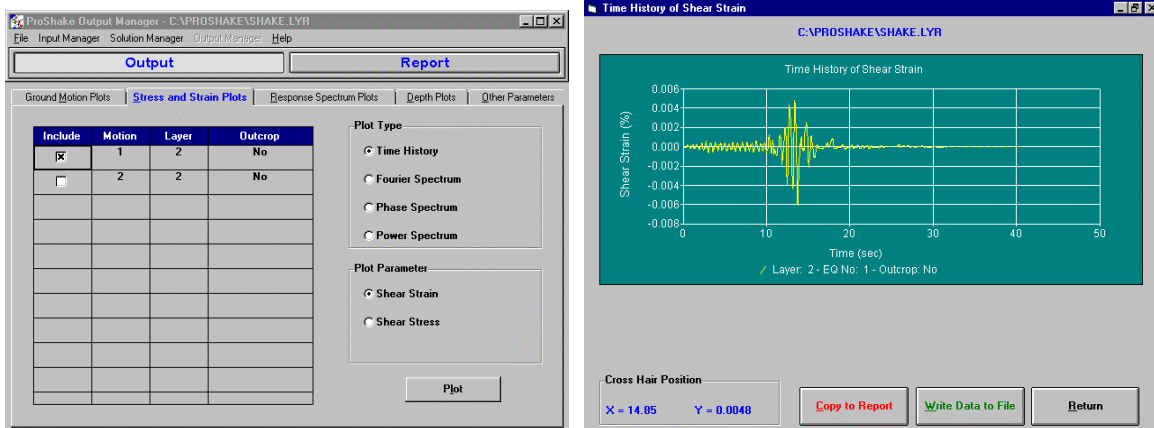 ProShake Output Manager - C:\PROSHAKE\SHAKE.LYR
File Input Manager Solution Manager Output Manager Help
Output Report
Ground Motion Plots Stress and Strain Plots Response Spectrum Plots Depth Plots Other Parameters
Include Motion Layer Outcrop
1 2 No
2 2 No
Plot Type
Time History
Fourier Spectrum
Phase Spectrum
Power Spectrum
Plot Parameter
Shear Strain
Shear Stress
Plot
Time History of Shear Strain
C:\PROSHAKE\SHAKE.LYR
Time History of Shear Strain
Shear Strain (%)
0.006
0.004
0.002
0.000
-0.002
-0.004
-0.006
-0.008
0 10 20 30 40 50
Time (sec)
Layer: 2 - EQ No: 1 - Outcrop: No
Cross Hair Position
X = 14.85 Y = 0.0048
Copy to Report Write Data to File Return